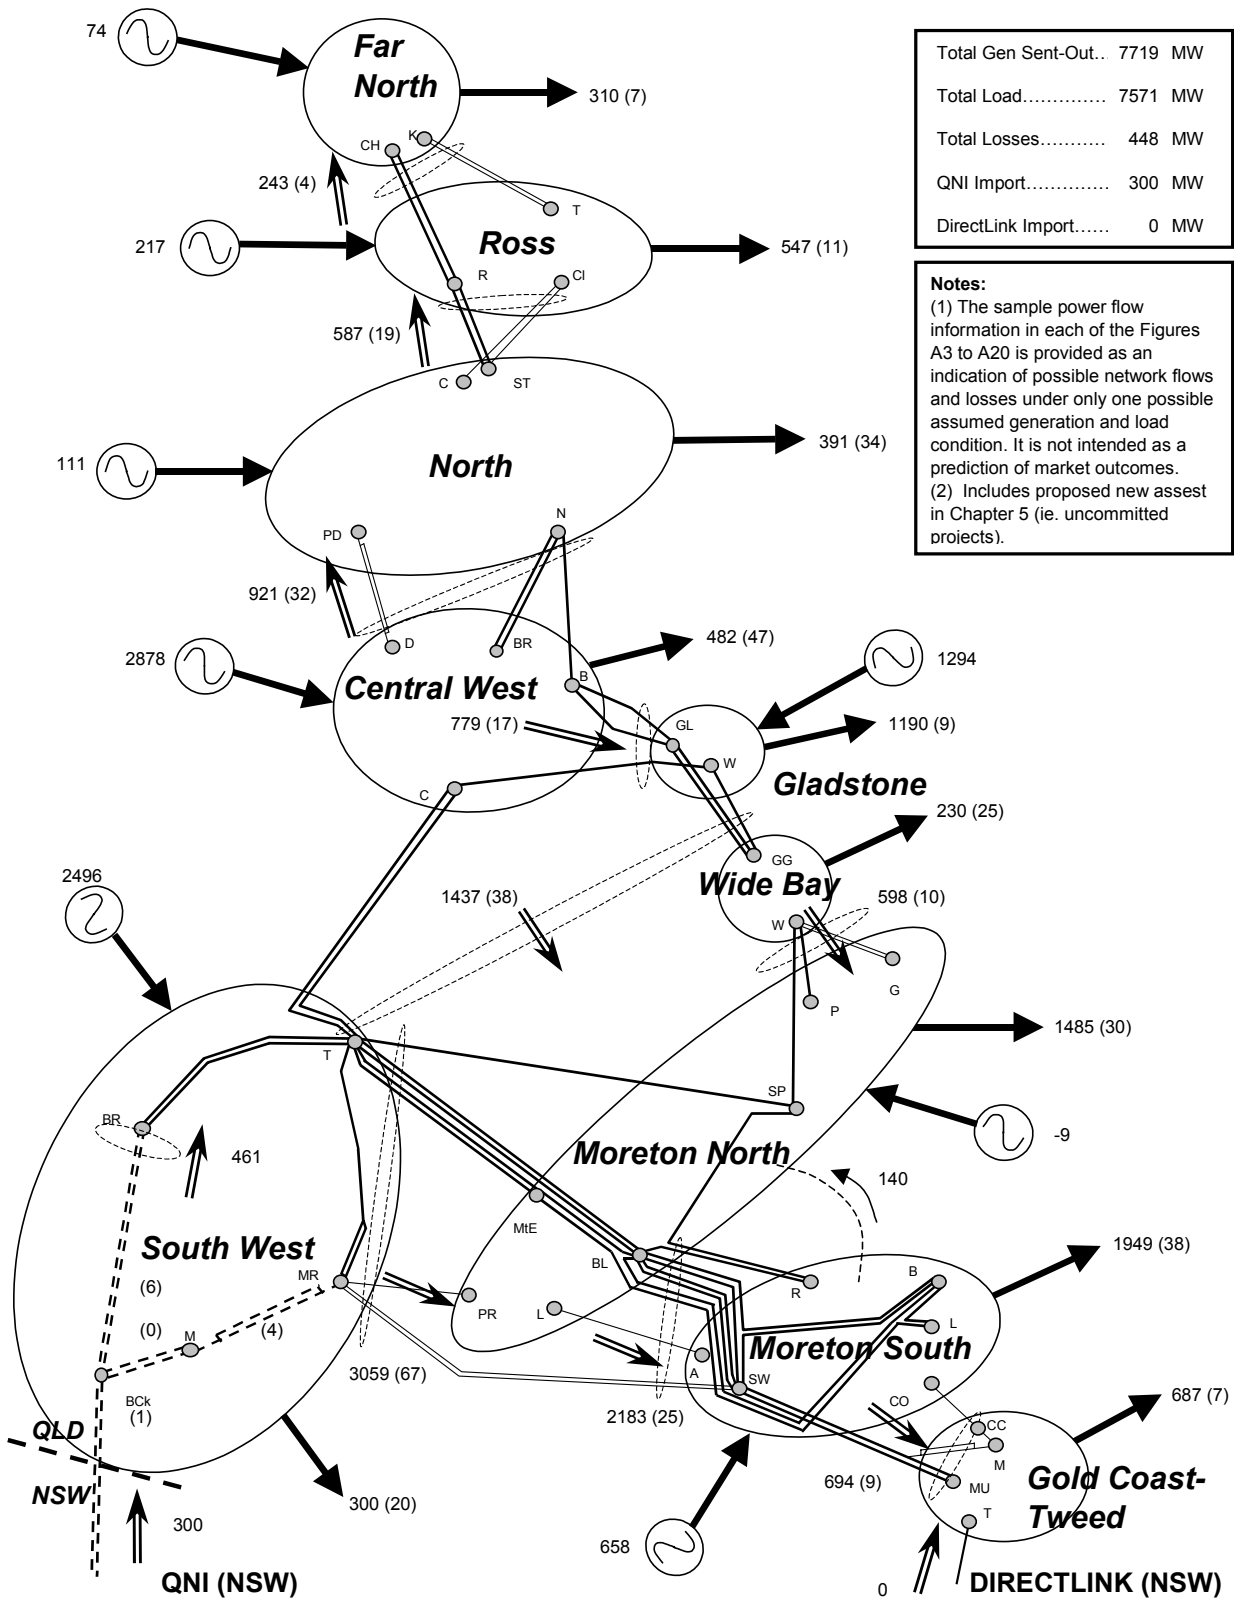 74
Far
North
310 (7)
K
CH
243 (4)
T
217
Ross
547 (11)
R
CI
587 (19)
C
ST
111
North
391 (34)
PD
N
921 (32)
D
BR
482 (47)
2878
1294
Central West
B
779 (17)
GL
1190 (9)
W
Gladstone
C
230 (25)
GG
Wide Bay
2496
1437 (38)
598 (10)
W
G
P
1485 (30)
T
SP
BR
-9
461
Moreton North
140
MtE
South West
1949 (38)
BL
B
MR
(6)
R
PR
L
L
(0)
M
(4)
Moreton South
A
3059 (67)
SW
BCk
(1)
2183 (25)
CO
687 (7)
QLD
CC
M
NSW
694 (9)
MU
Gold Coast-
Tweed
300 (20)
T
300
658
0
QNI (NSW)
DIRECTLINK (NSW)
Total Gen Sent-Out.. 7719 MW
Total Load.............. 7571 MW
Total Losses........... 448 MW
QNI Import.............. 300 MW
DirectLink Import...... 0 MW
Notes:
(1) The sample power flow
information in each of the Figures
A3 to A20 is provided as an
indication of possible network flows
and losses under only one possible
assumed generation and load
condition. It is not intended as a
prediction of market outcomes.
(2) Includes proposed new assest
in Chapter 5 (ie. uncommitted
projects).